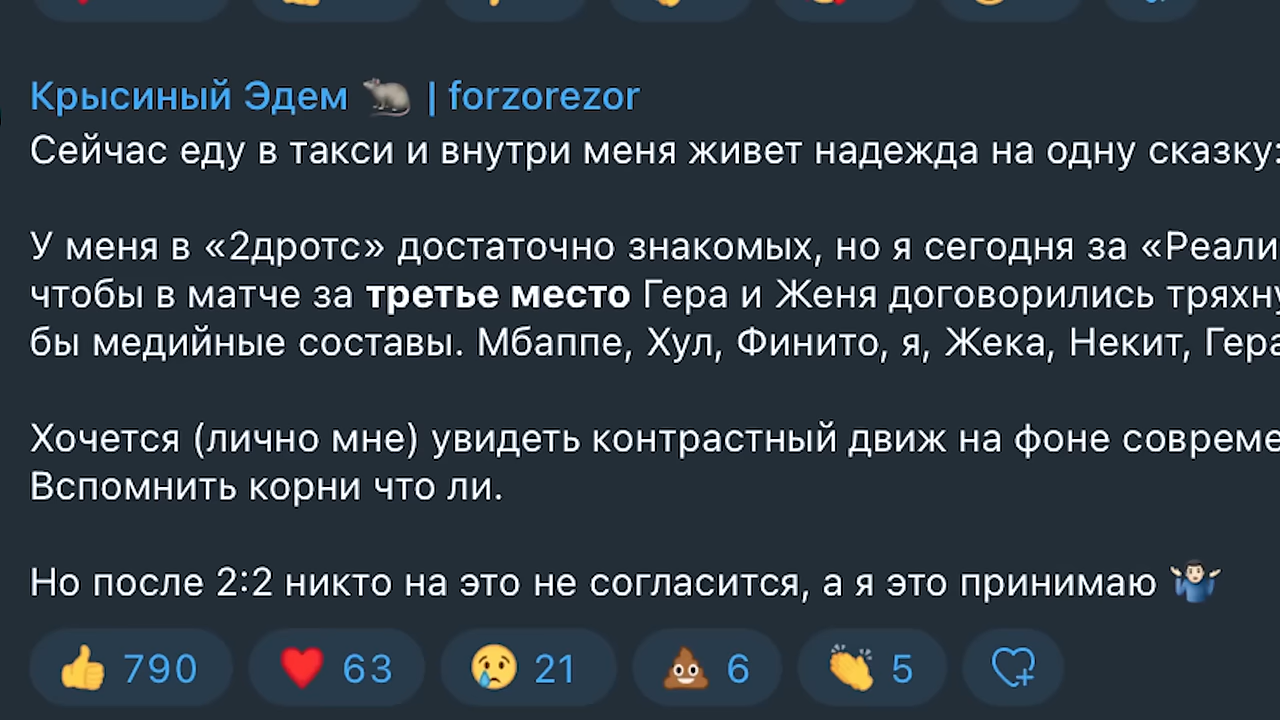 Крысиный Эдем 🐀 | forzorezor
Сейчас еду в такси и внутри меня живет надежда на одну сказку:
У меня в «2дротс» достаточно знакомых, но я сегодня за «Реали
чтобы в матче за третье место Гера и Женя договорились тряхну
бы медийные составы. Мбаппе, Хул, Финито, я, Жека, Некит, Гера
Хочется (лично мне) увидеть контрастный движ на фоне совреме
Вспомнить корни что ли.
Но после 2:2 никто на это не согласится, а я это принимаю 🤷🏻‍♂️
👍 790 ❤️ 63 😢 21 💩 6 👏 5